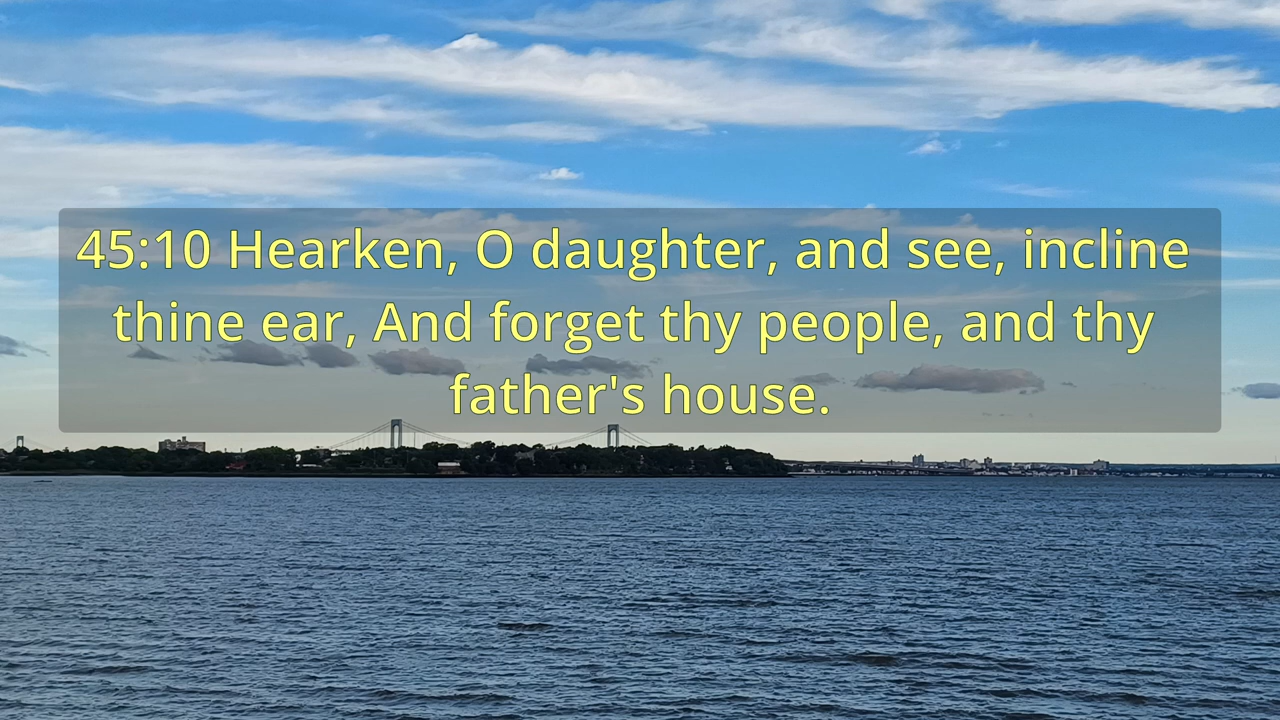 45:10 Hearken, O daughter, and see, incline
thine ear, And forget thy people, and thy
father's house.